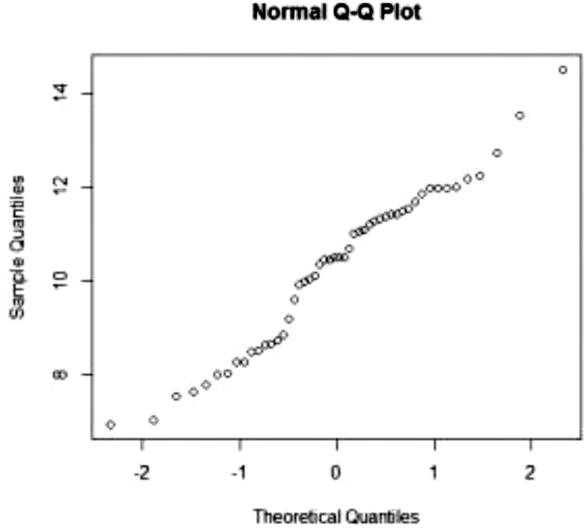 Normal Q-Q Plot
Sample Quantiles
14
12
10
8
-2 -1 0 1 2
Theoretical Quantiles